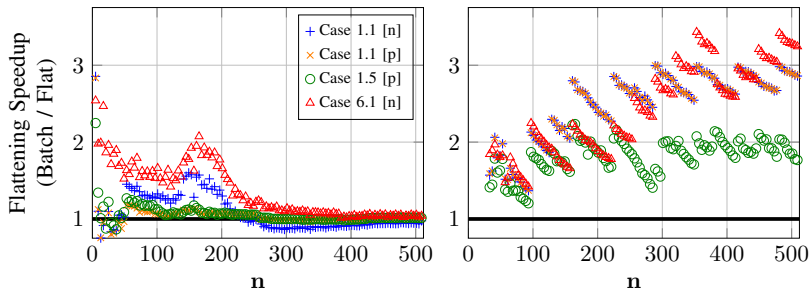 Flattening Speedup
(Batch / Flat)
3
2
1
0 100 200 300 400 500
n
Case 1.1 [n]
Case 1.1 [p]
Case 1.5 [p]
Case 6.1 [n]
3
2
1
0 100 200 300 400 500
n